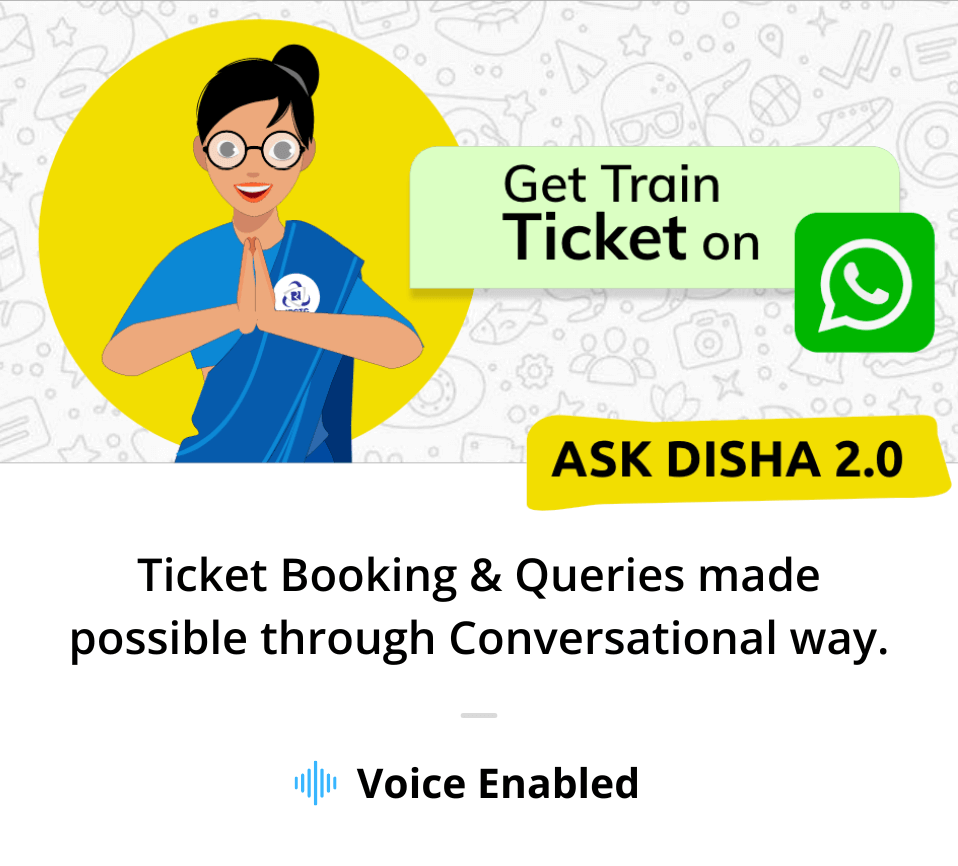 Get Train
Ticket on
ASK DISHA 2.0
Ticket Booking & Queries made
possible through Conversational way.
Voice Enabled